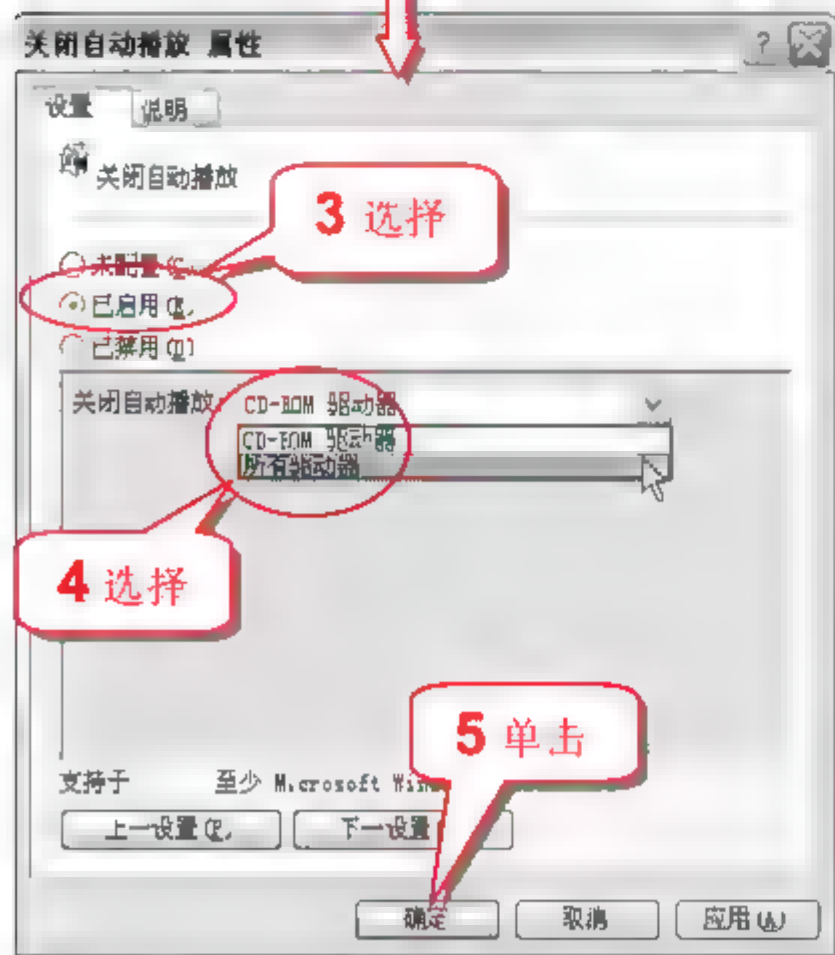 关闭自动播放 属性
设置 说明
关闭自动播放
3 选择
未配置
已启用(E)
已禁用(D)
关闭自动播放: CD-ROM 驱动器
CD-ROM 驱动器
所有驱动器
4 选择
5 单击
支持于 至少 Microsoft Win
上一设置(P) 下一设置
确定 取消 应用(A)